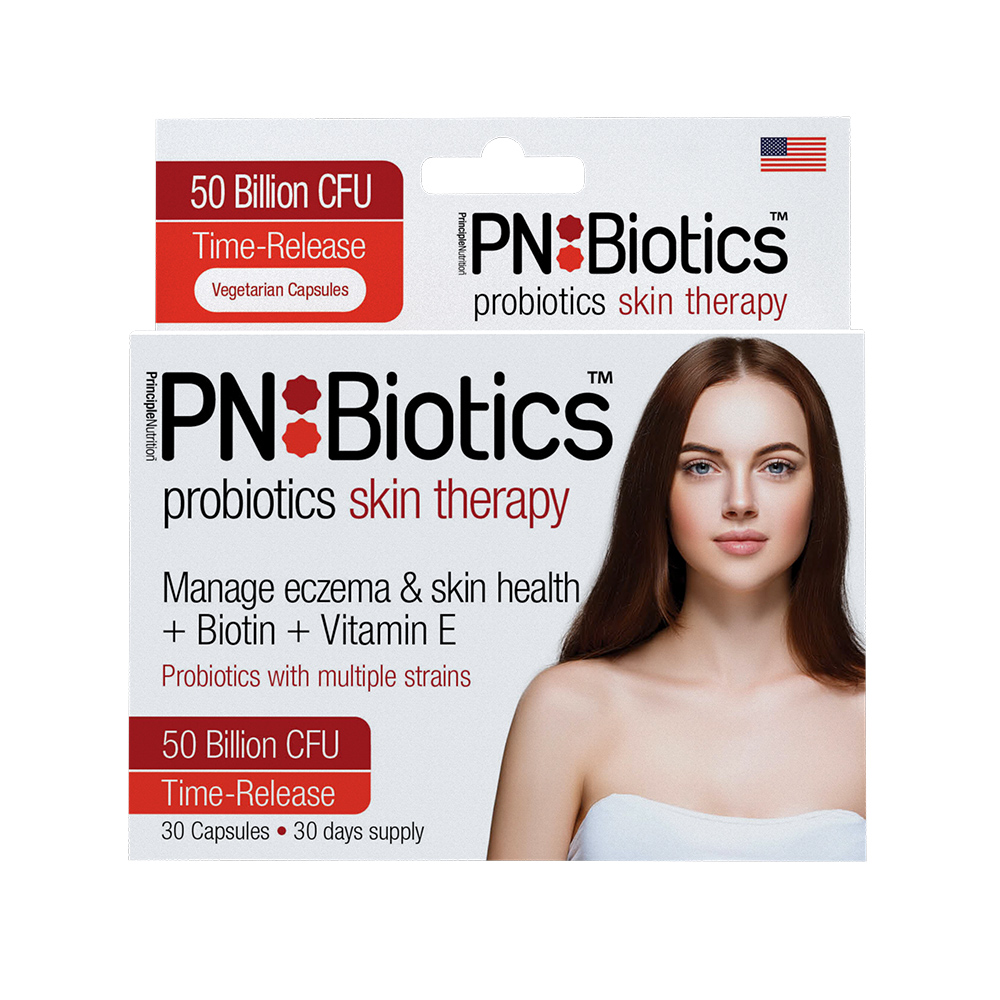 50 Billion CFU
Time-Release
Vegetarian Capsules
PrincipleNutrition
PN Biotics™
probiotics skin therapy
PrincipleNutrition
PN Biotics™
probiotics skin therapy
Manage eczema & skin health
+ Biotin + Vitamin E
Probiotics with multiple strains
50 Billion CFU
Time-Release
30 Capsules • 30 days supply